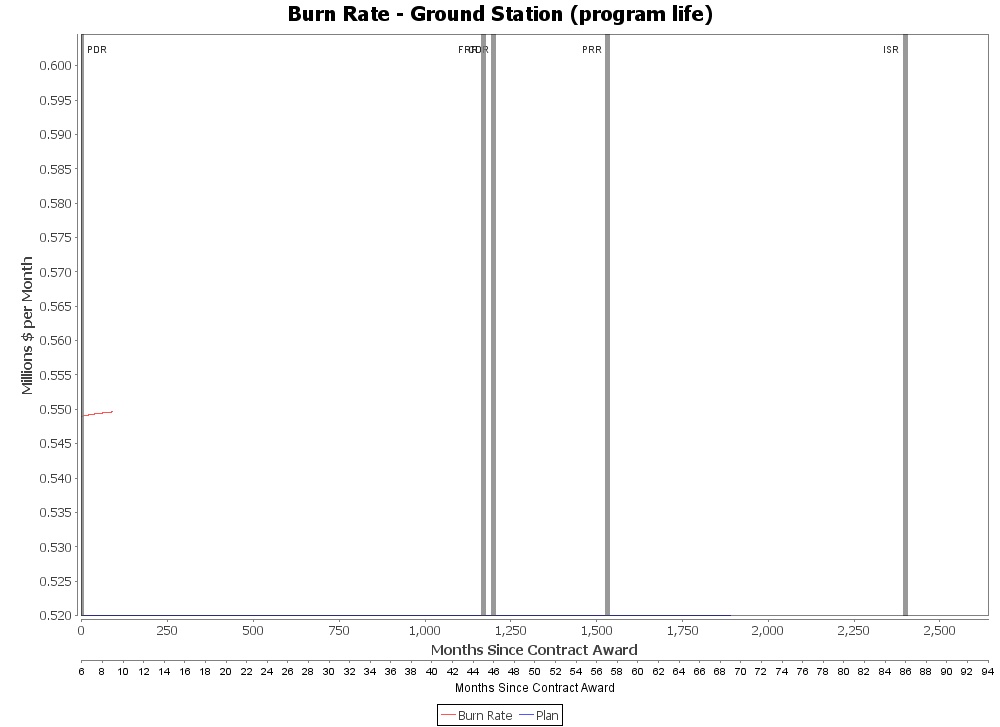 Burn Rate - Ground Station (program life)
PDR FRR CDR PRR ISR
0.600
0.595
0.590
0.585
0.580
0.575
0.570
0.565
0.560
0.555
0.550
0.545
0.540
0.535
0.530
0.525
0.520
Millions $ per Month
0 250 500 750 1,000 1,250 1,500 1,750 2,000 2,250 2,500
Months Since Contract Award
6 8 10 12 14 16 18 20 22 24 26 28 30 32 34 36 38 40 42 44 46 48 50 52 54 56 58 60 62 64 66 68 70 72 74 76 78 80 82 84 86 88 90 92 94
Months Since Contract Award
Burn Rate Plan